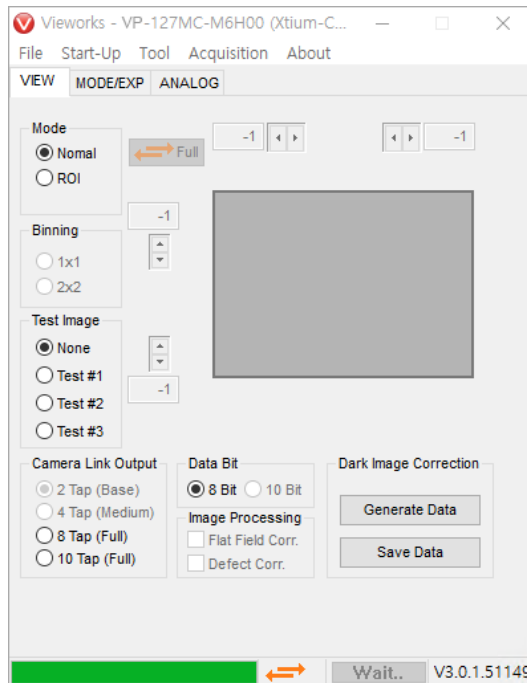 Vieworks - VP-127MC-M6H00 (Xtium-C...
File Start-Up Tool Acquisition About
VIEW MODE/EXP ANALOG
Mode
Nomal
ROI
Full
-1
-1
-1
Binning
1x1
2x2
Test Image
None
Test #1
Test #2
Test #3
-1
Camera Link Output
2 Tap (Base)
4 Tap (Medium)
8 Tap (Full)
10 Tap (Full)
Data Bit
8 Bit 10 Bit
Image Processing
Flat Field Corr.
Defect Corr.
Dark Image Correction
Generate Data
Save Data
Wait.. V3.0.1.51149